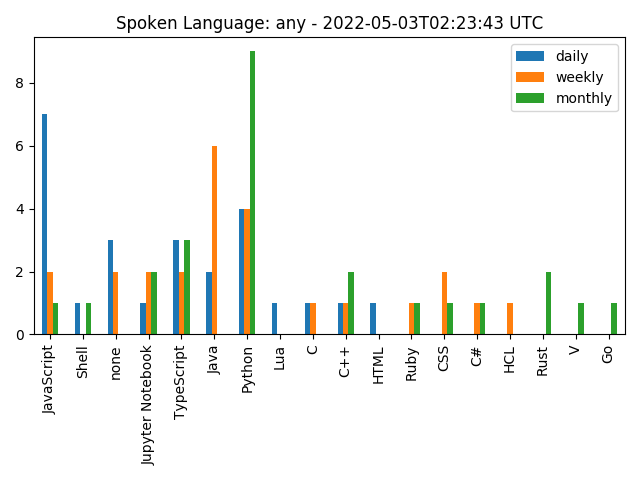 Spoken Language: any - 2022-05-03T02:23:43 UTC
daily
weekly
monthly
8
6
4
2
0
JavaScript
Shell
none
Jupyter Notebook
TypeScript
Java
Python
Lua
C
C++
HTML
Ruby
CSS
C#
HCL
Rust
V
Go